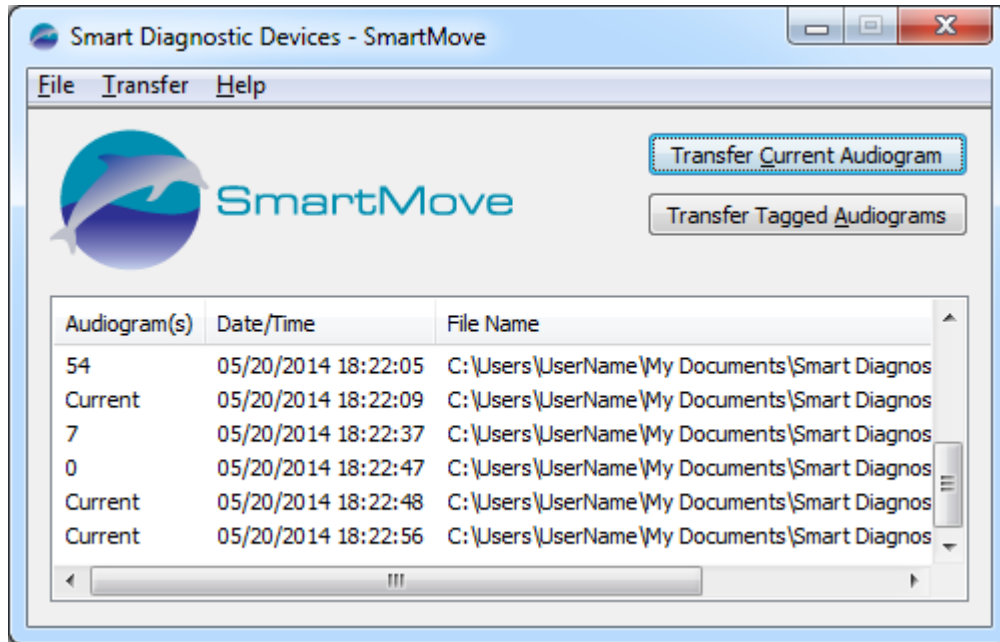 Smart Diagnostic Devices - SmartMove
File Transfer Help
SmartMove
Transfer Current Audiogram
Transfer Tagged Audiograms
Audiogram(s) Date/Time File Name
54 05/20/2014 18:22:05 C:\Users\UserName\My Documents\Smart Diagnos
Current 05/20/2014 18:22:09 C:\Users\UserName\My Documents\Smart Diagnos
7 05/20/2014 18:22:37 C:\Users\UserName\My Documents\Smart Diagnos
0 05/20/2014 18:22:47 C:\Users\UserName\My Documents\Smart Diagnos
Current 05/20/2014 18:22:48 C:\Users\UserName\My Documents\Smart Diagnos
Current 05/20/2014 18:22:56 C:\Users\UserName\My Documents\Smart Diagnos